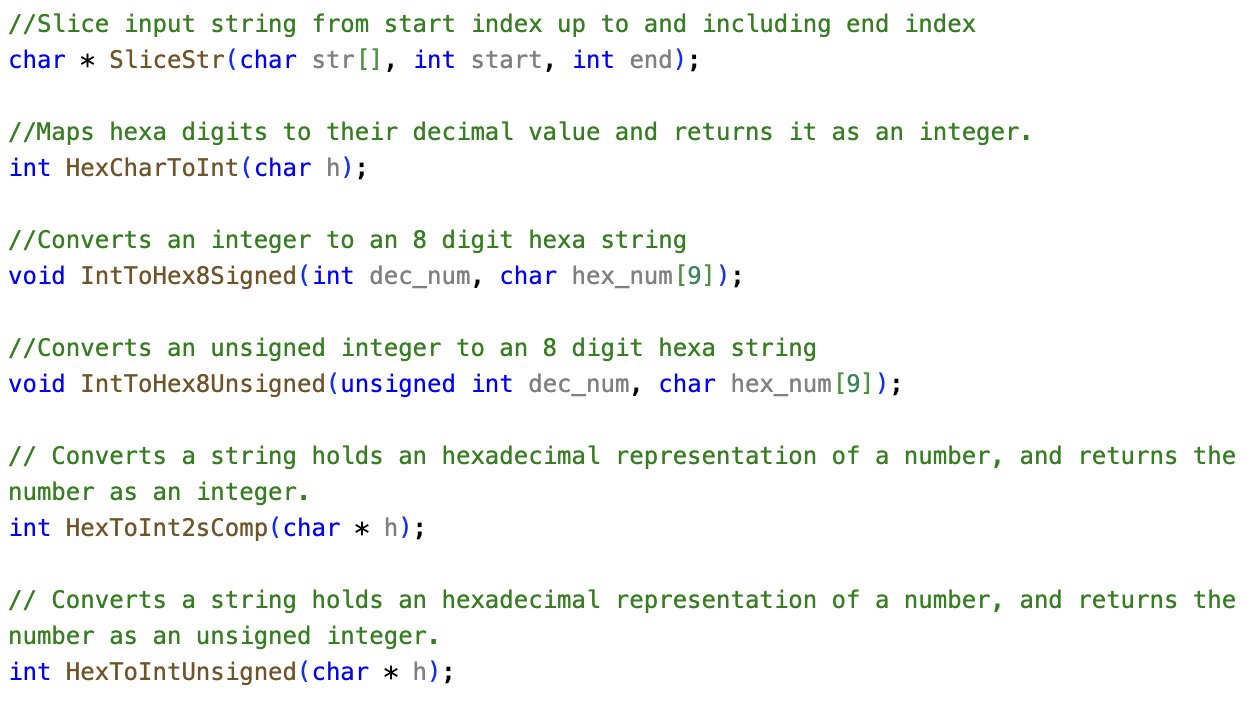 //Slice input string from start index up to and including end index
char * SliceStr(char str[], int start, int end);
//Maps hexa digits to their decimal value and returns it as an integer.
int HexCharToInt(char h);
//Converts an integer to an 8 digit hexa string
void IntToHex8Signed(int dec_num, char hex_num[9]);
//Converts an unsigned integer to an 8 digit hexa string
void IntToHex8Unsigned(unsigned int dec_num, char hex_num[9]);
// Converts a string holds an hexadecimal representation of a number, and returns the
number as an integer.
int HexToInt2sComp(char * h);
// Converts a string holds an hexadecimal representation of a number, and returns the
number as an unsigned integer.
int HexToIntUnsigned(char * h);